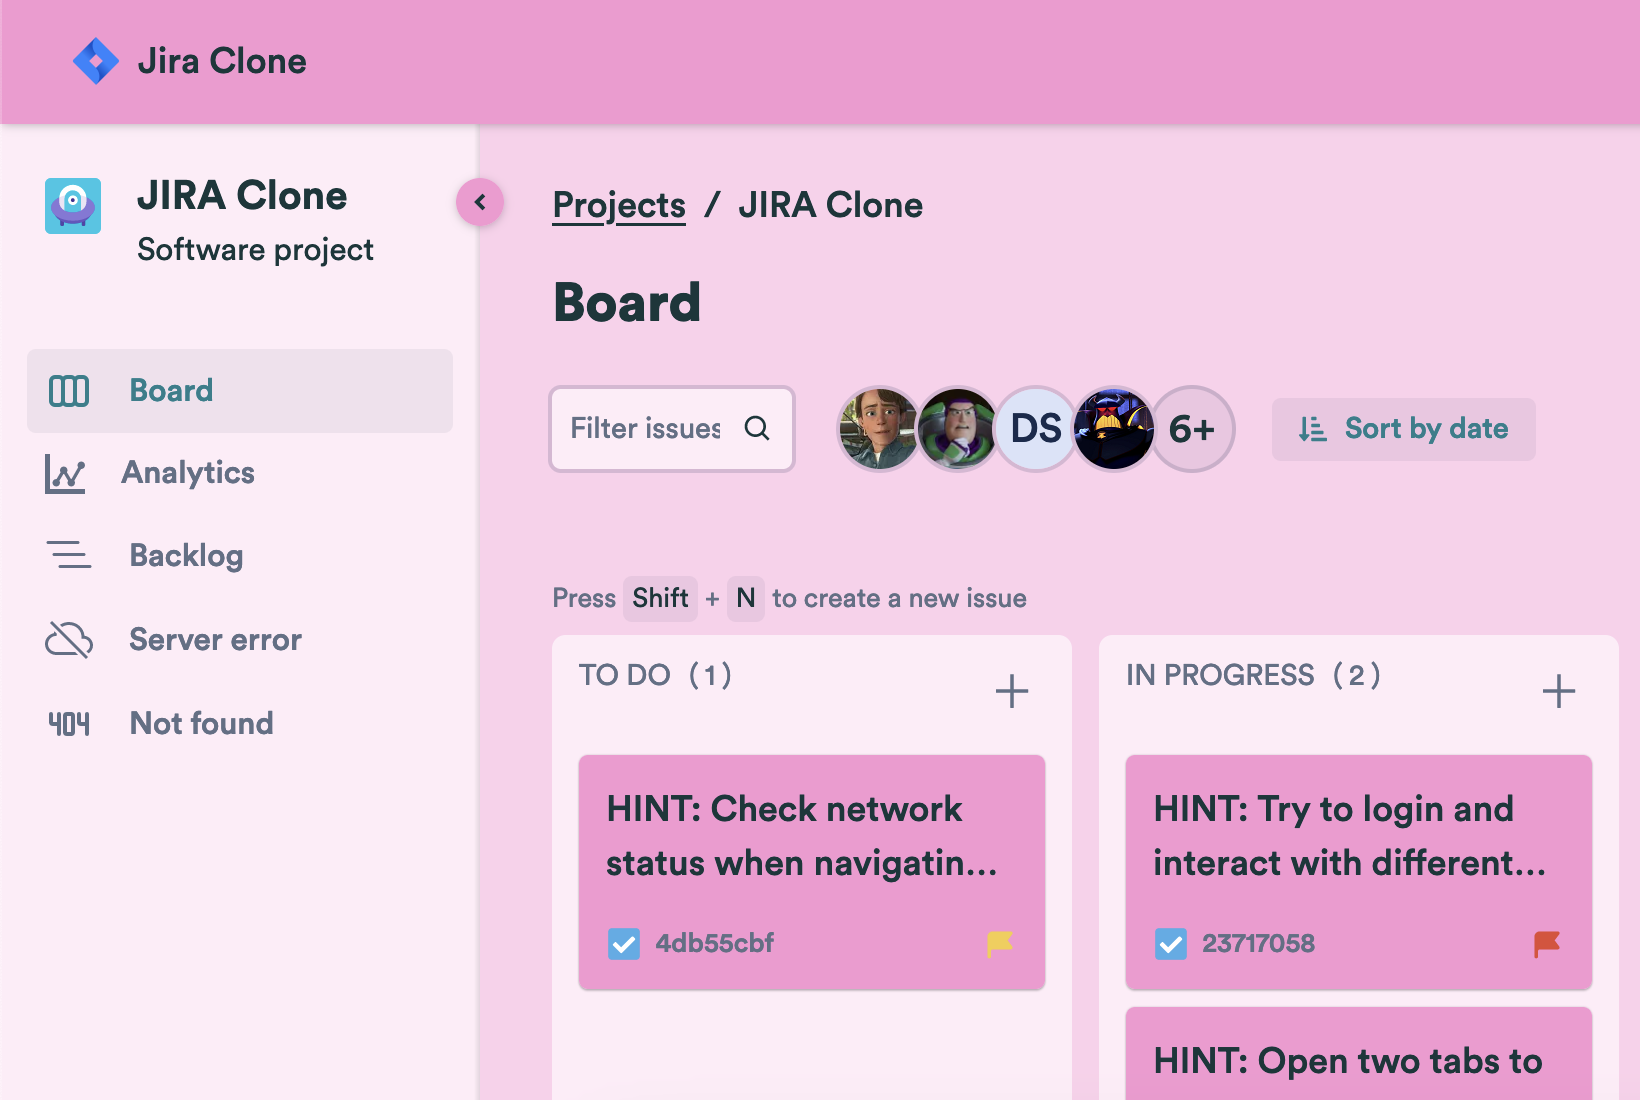 Jira Clone
JIRA Clone
Software project
Board
Analytics
Backlog
Server error
404 Not found
Projects / JIRA Clone
Board
Filter issues
DS
6+
Sort by date
Press Shift + N to create a new issue
TO DO (1)
HINT: Check network
status when navigatin...
4db55cbf
IN PROGRESS (2)
HINT: Try to login and
interact with different...
23717058
HINT: Open two tabs to